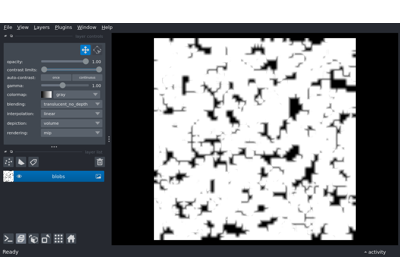 File View Layers Plugins Window Help
opacity: 1.00
contrast limits:
auto-contrast: once continuous
gamma: 1.00
colormap: gray
blending: translucent_no_depth
interpolation: linear
depiction: volume
rendering: mip
blobs
Ready
activity